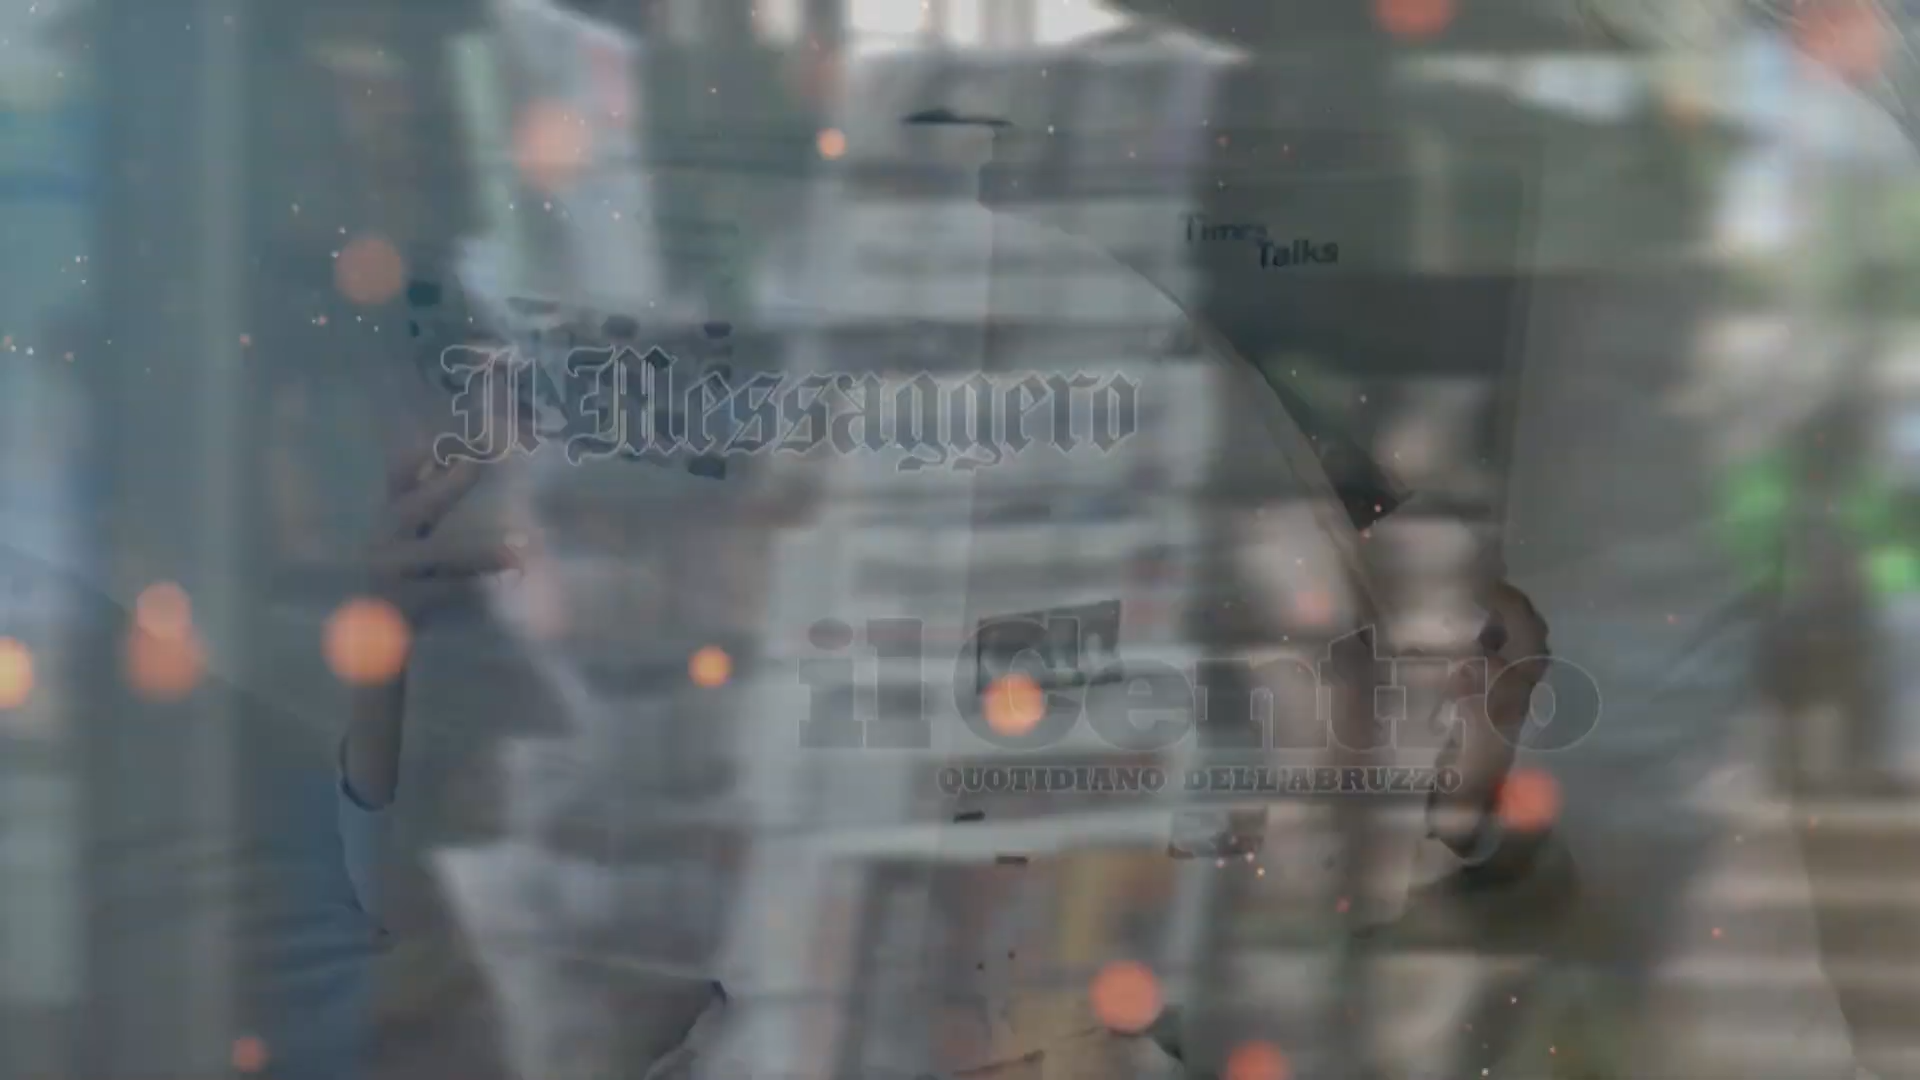 Times
Talks
Il Messaggero
il Centro
QUOTIDIANO DELL'ABRUZZO